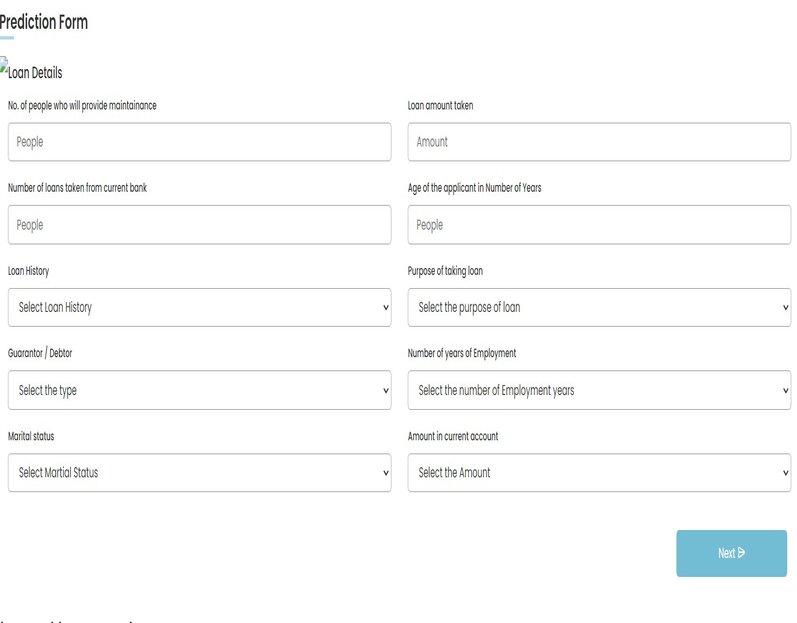 Prediction Form
Loan Details
No. of people who will provide maintainance
Loan amount taken
People
Amount
Number of loans taken from current bank
Age of the applicant in Number of Years
People
People
Loan History
Purpose of taking loan
Select Loan History
Select the purpose of loan
Guarantor / Debtor
Number of years of Employment
Select the type
Select the number of Employment years
Marital status
Amount in current account
Select Martial Status
Select the Amount
Next